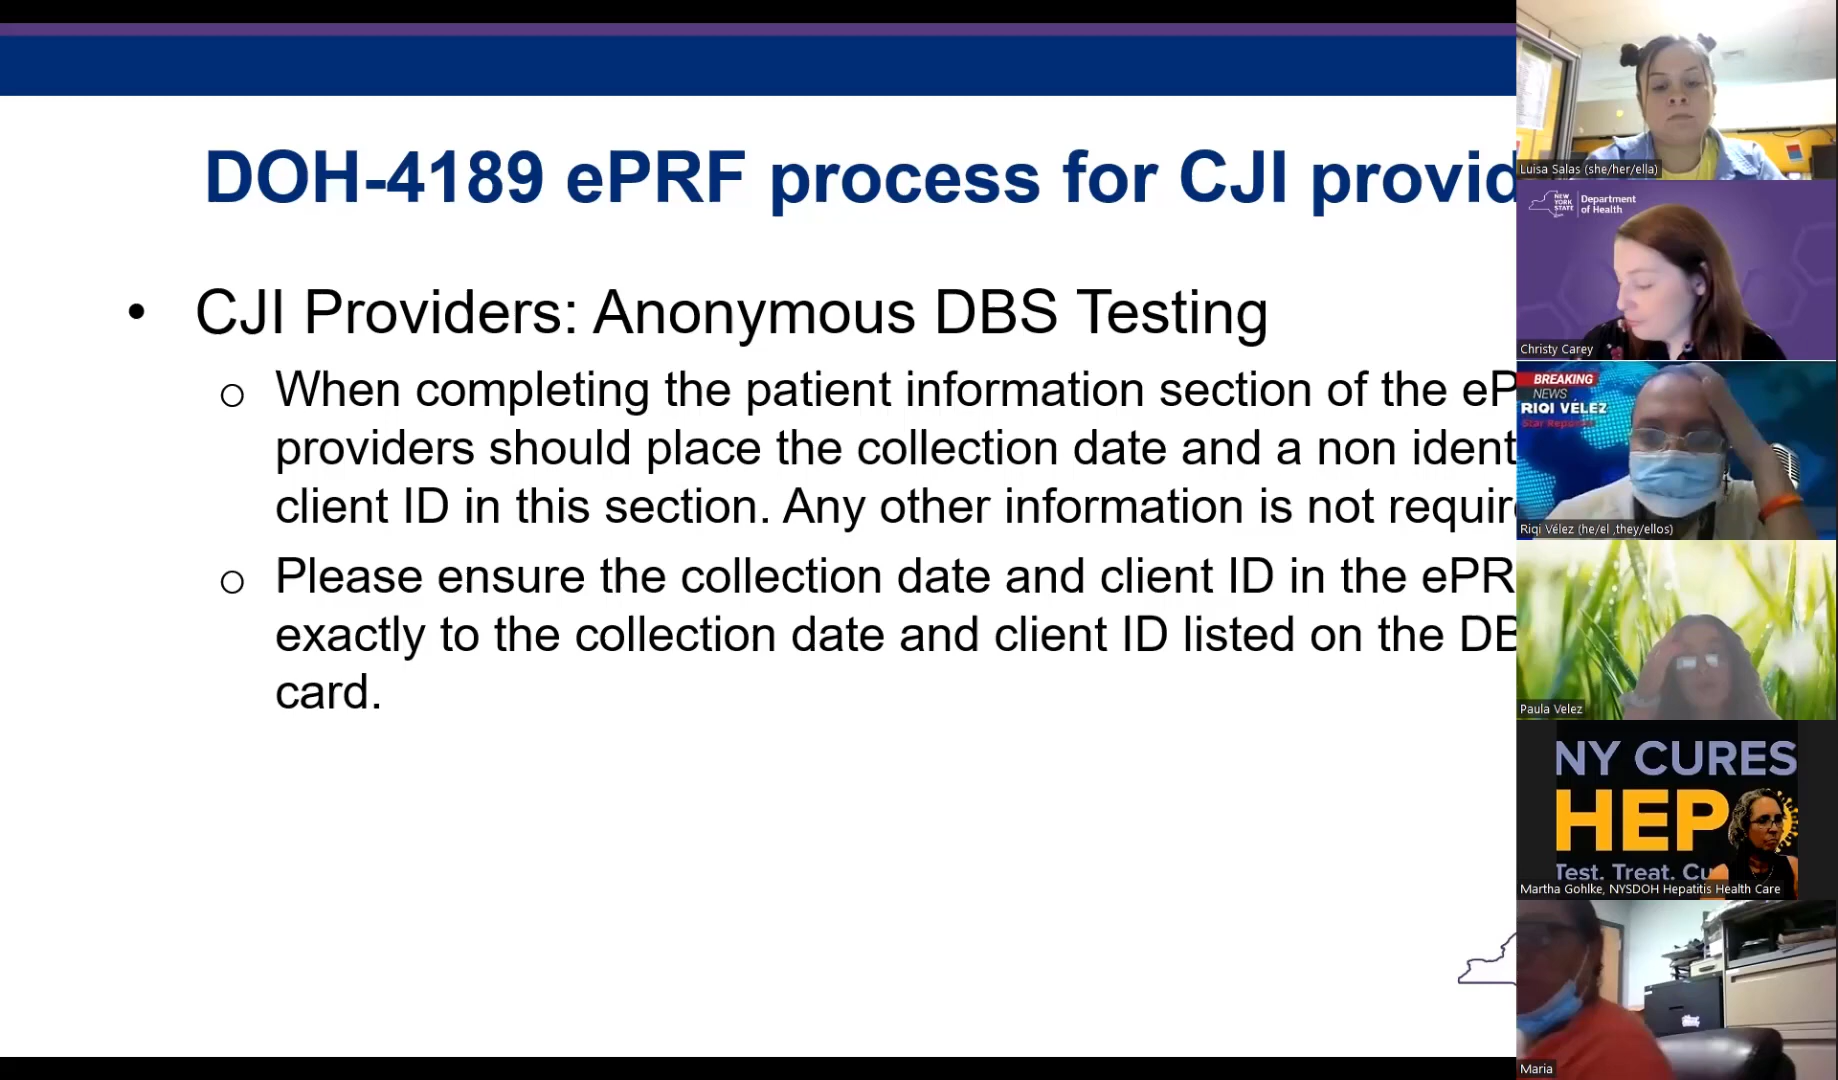 DOH-4189 ePRF process for CJI provid
• CJI Providers: Anonymous DBS Testing
o When completing the patient information section of the eP
providers should place the collection date and a non ident
client ID in this section. Any other information is not requir
o Please ensure the collection date and client ID in the ePR
exactly to the collection date and client ID listed on the DB
card.
Luisa Salas (she/her/ella)
NEW YORK STATE
Department
of Health
Christy Carey
BREAKING
NEWS
RIQI VÉLEZ
Star Reporter
Riqi Vélez (he/el ,they/ellos)
Paula Velez
NY CURES
HEP
Test. Treat. Cu
Martha Gohlke, NYSDOH Hepatitis Health Care
Maria